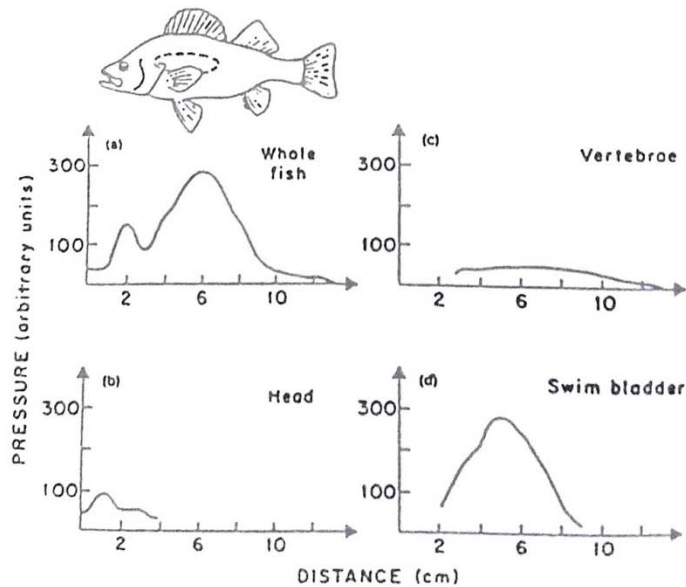 (a)
Whole
fish
300
100
2 6 10
(c)
Vertebrae
300
100
2 6 10
PRESSURE (arbitrary units)
(b)
Head
300
100
2 6 10
(d)
Swim bladder
300
100
2 6 10
DISTANCE (cm)